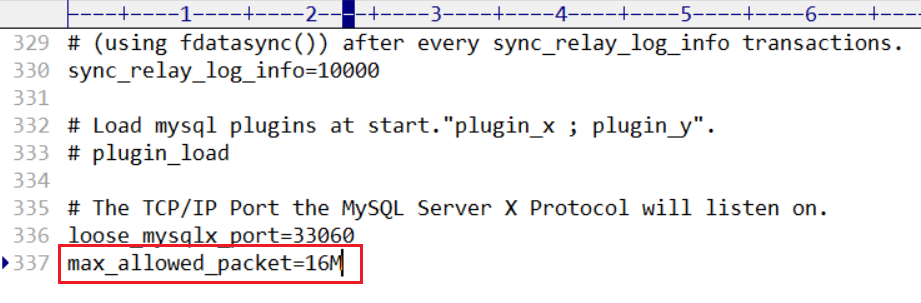 ----+----1----+----2----+----3----+----4----+----5----+----6----+---
329 # (using fdatasync()) after every sync_relay_log_info transactions.
330 sync_relay_log_info=10000
331
332 # Load mysql plugins at start."plugin_x ; plugin_y".
333 # plugin_load
334
335 # The TCP/IP Port the MySQL Server X Protocol will listen on.
336 loose_mysqlx_port=33060
337 max_allowed_packet=16M